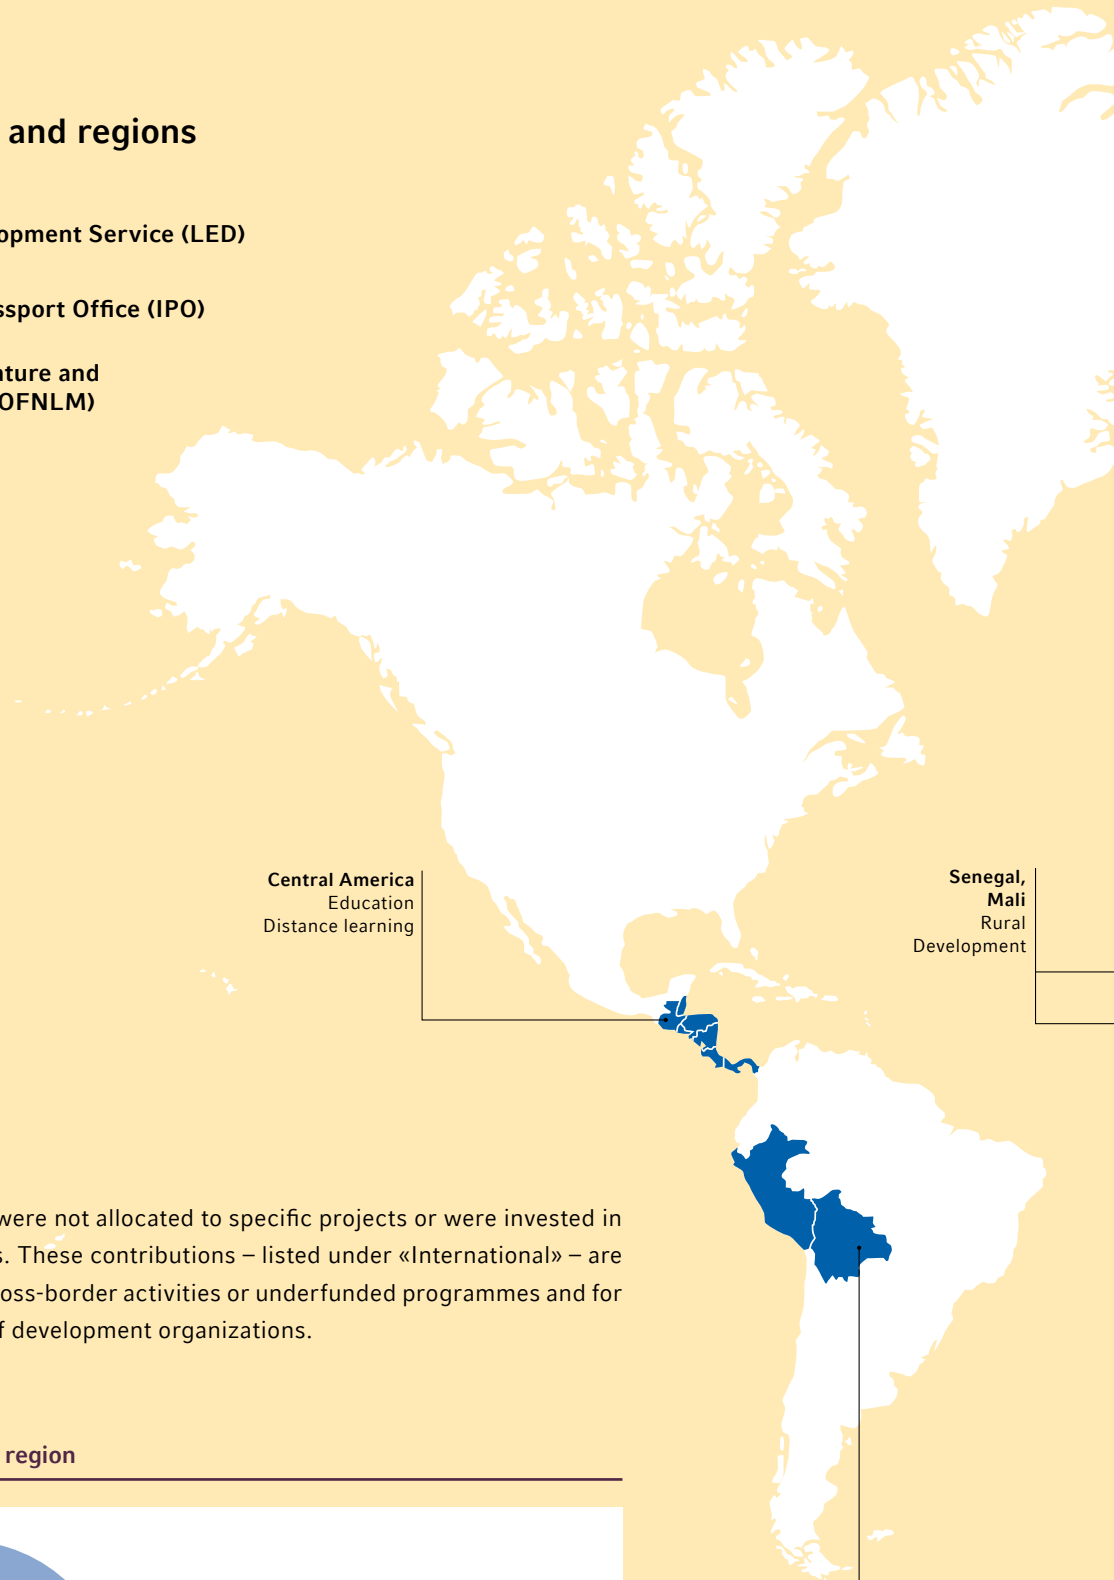 and regions
opment Service (LED)
ssport Office (IPO)
ature and
OFNLM)
Central America
Education
Distance learning
Senegal,
Mali
Rural
Development
were not allocated to specific projects or were invested in
s. These contributions – listed under «International» – are
oss-border activities or underfunded programmes and for
f development organizations.
region